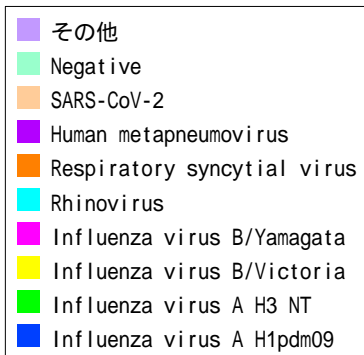 その他
Negative
SARS-CoV-2
Human metapneumovirus
Respiratory syncytial virus
Rhinovirus
Influenza virus B/Yamagata
Influenza virus B/Victoria
Influenza virus A H3 NT
Influenza virus A H1pdm09